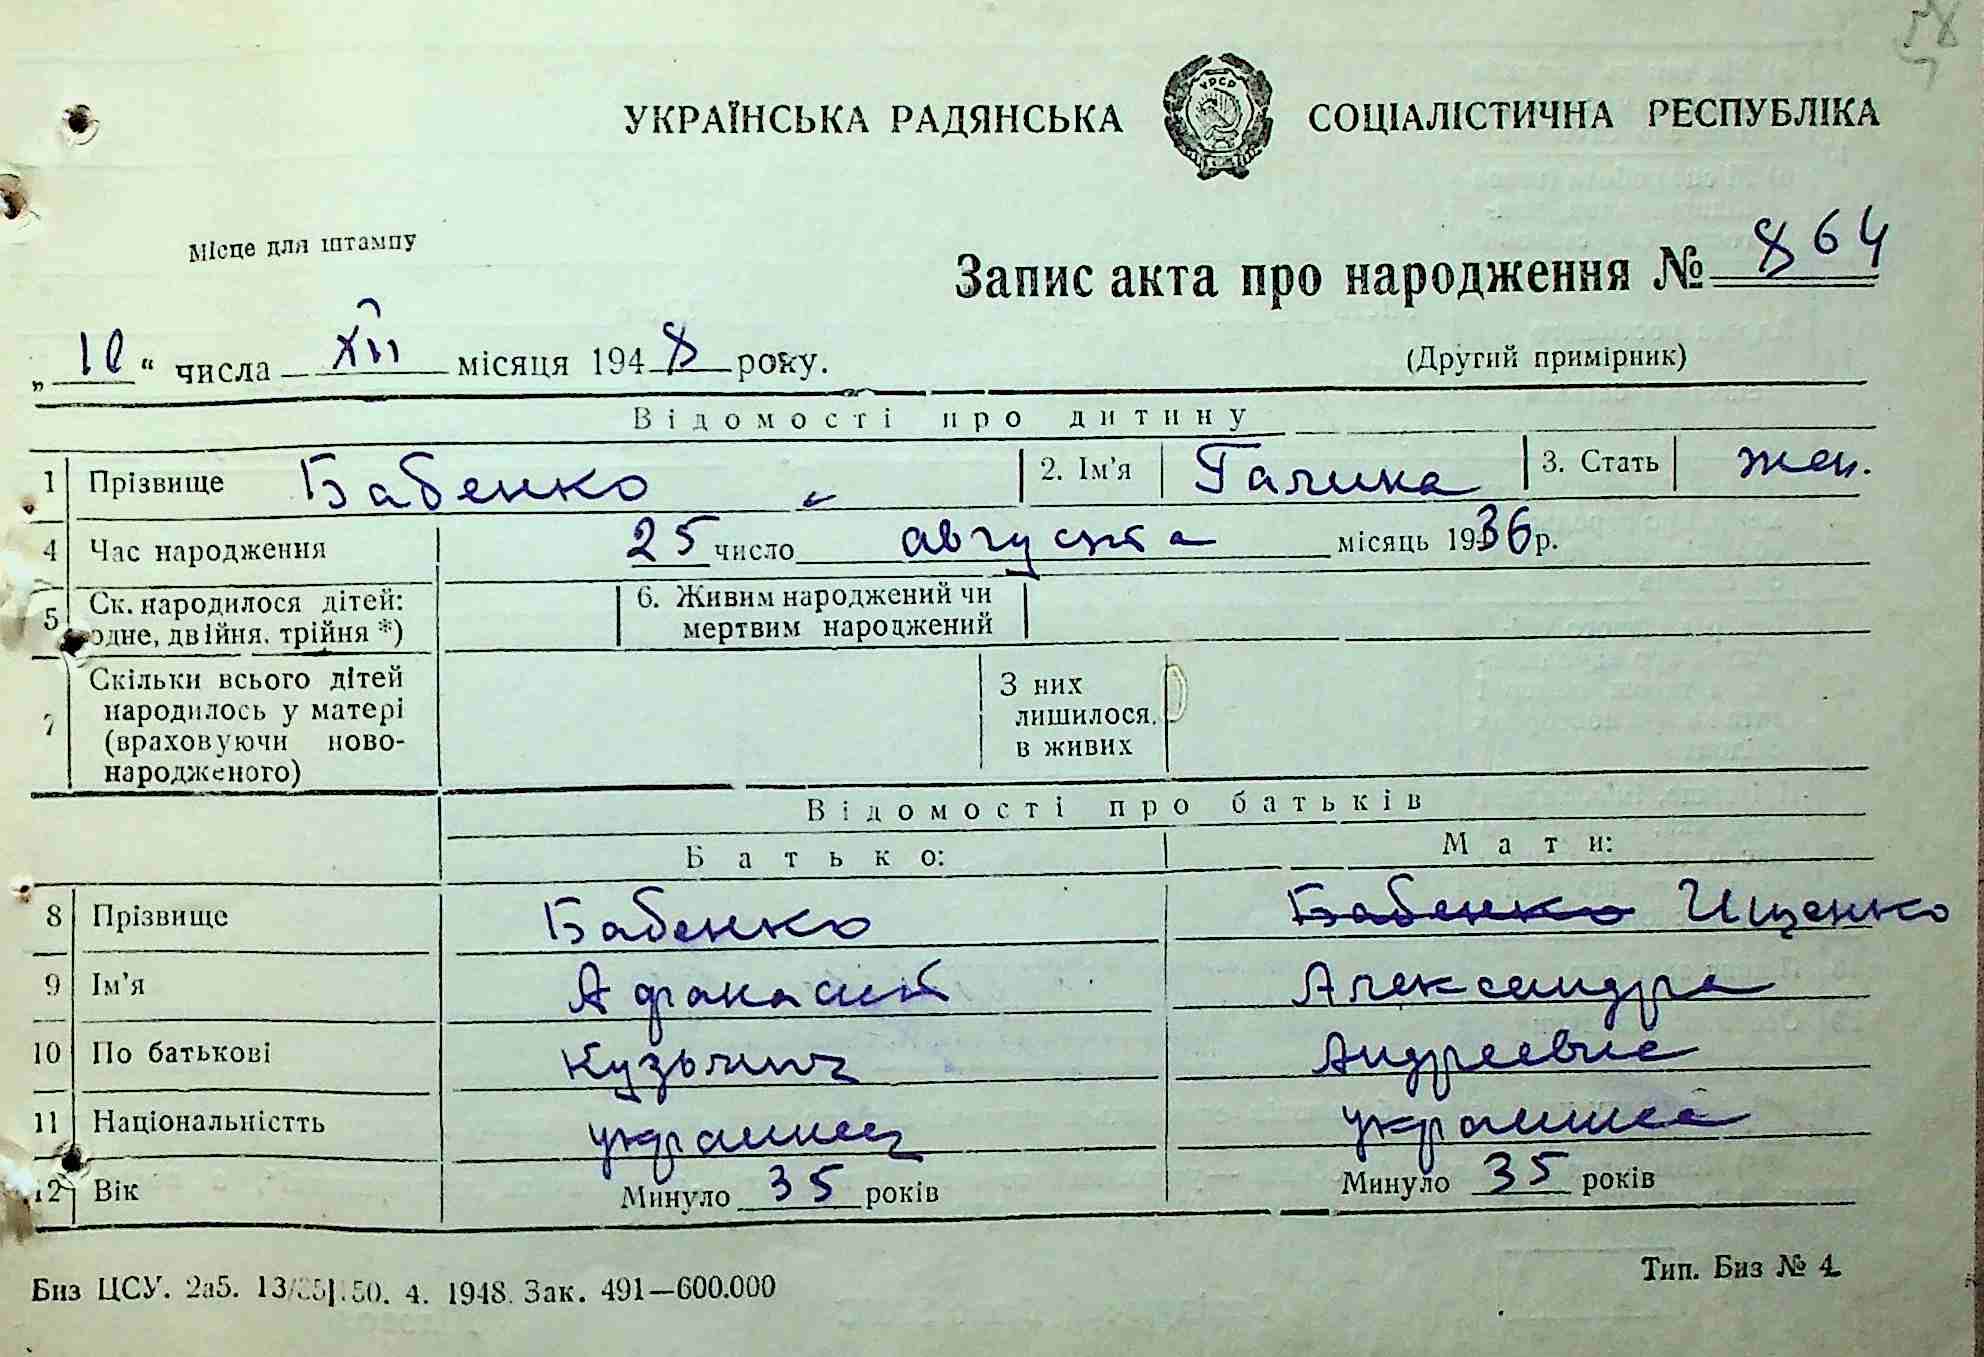 УКРАЇНСЬКА РАДЯНСЬКА СОЦІАЛІСТИЧНА РЕСПУБЛІКА
УРСР
Місце для штампу
Запис акта про народження № 864
„10“ числа XII місяця 1948 року.
(Другий примірник)
Відомості про дитину
1 Прізвище Бабенко 2. Ім'я Галина 3. Стать жен.
4 Час народження 25 число августа місяць 1936 р.
5 Ск. народилося дітей: одне, двійня, трійня *) 6. Живим народжений чи мертвим народжений
7 Скільки всього дітей народилось у матері (враховуючи ново-народженого) З них лишилося в живих
Відомості про батьків
Батько: Мати:
8 Прізвище Бабенко Бабенко Ищенко
9 Ім'я Афанасий Александра
10 По батькові Кузьмич Андреевна
11 Національністть украинец украинка
12 Вік Минуло 35 років Минуло 35 років
Биз ЦСУ. 2а5. 50. 4. 1948. Зак. 491—600.000
Тип. Биз № 4.